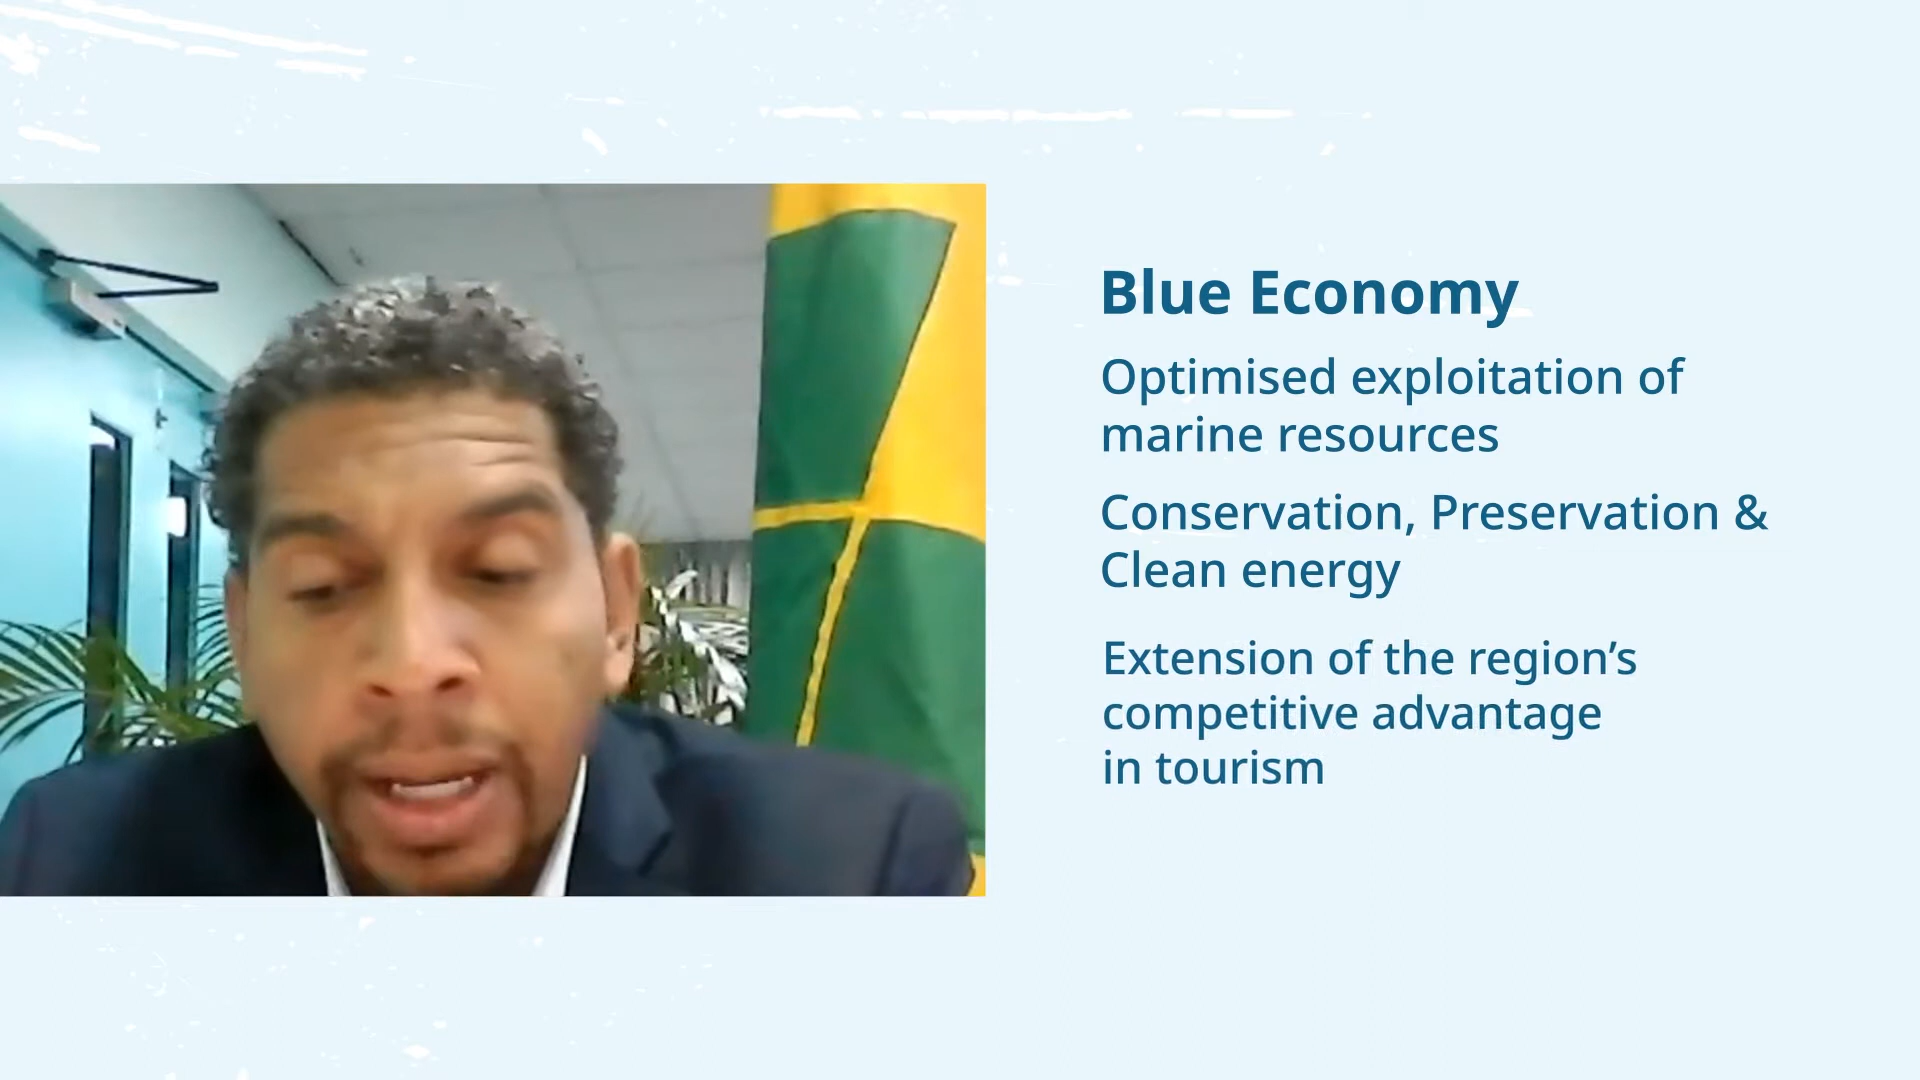 Blue Economy
Optimised exploitation of
marine resources
Conservation, Preservation &
Clean energy
Extension of the region’s
competitive advantage
in tourism